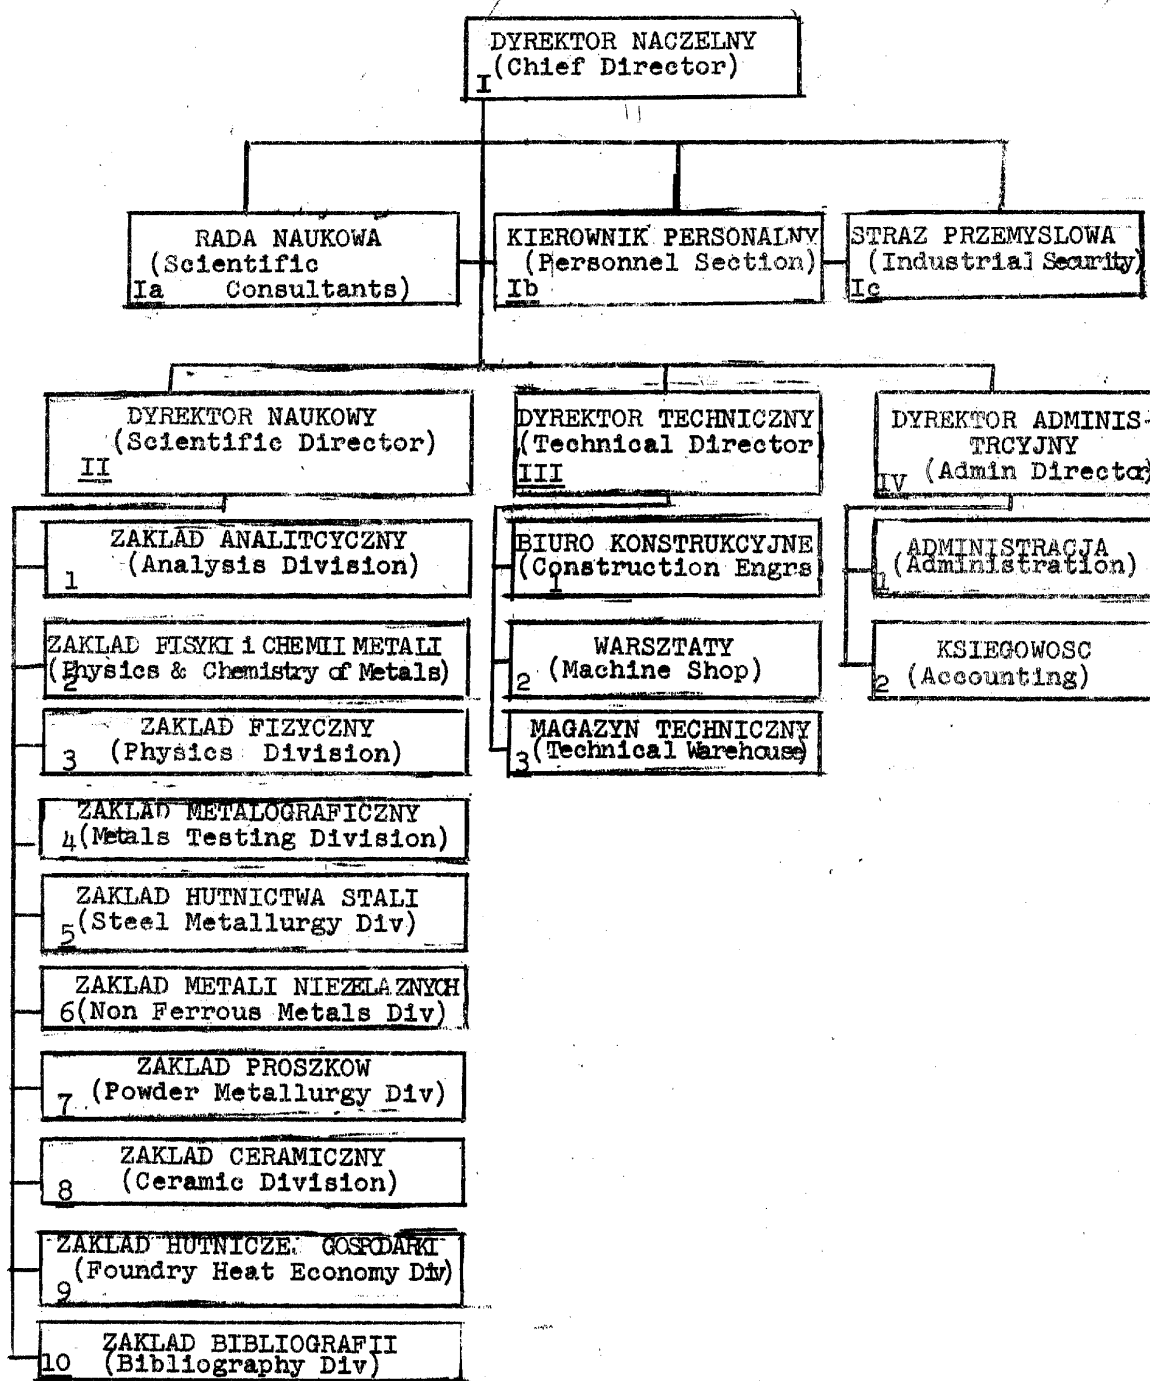 DYREKTOR NACZELNY
(Chief Director)
I
RADA NAUKOWA
(Scientific
Ia Consultants)
KIEROWNIK PERSONALNY
(Personnel Section)
Ib
STRAZ PRZEMYSLOWA
(Industrial Security)
Ic
DYREKTOR NAUKOWY
(Scientific Director)
II
DYREKTOR TECHNICZNY
(Technical Director
III
DYREKTOR ADMINIS-
TRCYJNY
IV (Admin Director)
ZAKLAD ANALITCYCZNY
(Analysis Division)
1
ZAKLAD FISYKI i CHEMII METALI
(Physics & Chemistry of Metals)
2
ZAKLAD FIZYCZNY
3 (Physics Division)
ZAKLAD METALOGRAFICZNY
4 (Metals Testing Division)
ZAKLAD HUTNICTWA STALI
5 (Steel Metallurgy Div)
ZAKLAD METALI NIEZELAZNYCH
6 (Non Ferrous Metals Div)
ZAKLAD PROSZKOW
7 (Powder Metallurgy Div)
ZAKLAD CERAMICZNY
8 (Ceramic Division)
ZAKLAD HUTNICZE. GOSPODARKI
(Foundry Heat Economy Div)
9
ZAKLAD BIBLIOGRAFII
10 (Bibliography Div)
BIURO KONSTRUKCYJNE
(Construction Engrs
1
WARSZTATY
2 (Machine Shop)
MAGAZYN TECHNICZNY
3 (Technical Warehouse)
ADMINISTRACJA
1 (Administration)
KSIEGOWOSC
2 (Accounting)